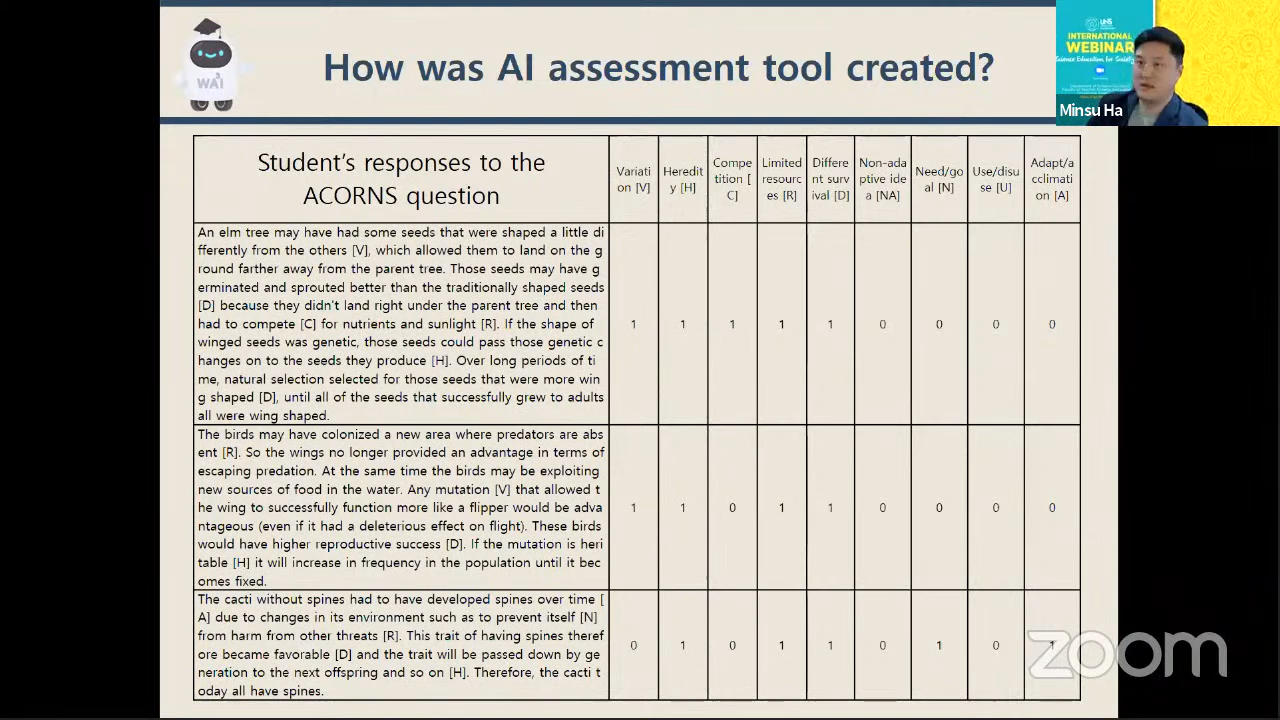 How was AI assessment tool created?
WAI
UNS
INTERNATIONAL
WEBINAR
Science Education for Society
Minsu Ha
Student's responses to the
ACORNS question
Variati
on [V]
Heredit
y [H]
Compe
tition [
C]
Limited
resourc
es [R]
Differe
nt surv
ival [D]
Non-ada
ptive ide
a [NA]
Need/go
al [N]
Use/disu
se [U]
Adapt/a
cclimati
on [A]
An elm tree may have had some seeds that were shaped a little di
fferently from the others [V], which allowed them to land on the g
round farther away from the parent tree. Those seeds may have g
erminated and sprouted better than the traditionally shaped seeds
[D] because they didn't land right under the parent tree and then
had to compete [C] for nutrients and sunlight [R]. If the shape of
winged seeds was genetic, those seeds could pass those genetic c
hanges on to the seeds they produce [H]. Over long periods of ti
me, natural selection selected for those seeds that were more win
g shaped [D], until all of the seeds that successfully grew to adults
all were wing shaped.
1 1 1 1 1 0 0 0 0
The birds may have colonized a new area where predators are abs
ent [R]. So the wings no longer provided an advantage in terms of
escaping predation. At the same time the birds may be exploiting
new sources of food in the water. Any mutation [V] that allowed t
he wing to successfully function more like a flipper would be adva
ntageous (even if it had a deleterious effect on flight). These birds
would have higher reproductive success [D]. If the mutation is heri
table [H] it will increase in frequency in the population until it bec
omes fixed.
1 1 0 1 1 0 0 0 0
The cacti without spines had to have developed spines over time [
A] due to changes in its environment such as to prevent itself [N]
from harm from other threats [R]. This trait of having spines theref
ore became favorable [D] and the trait will be passed down by ge
neration to the next offspring and so on [H]. Therefore, the cacti t
oday all have spines.
0 1 0 1 1 0 1 0 1
zoom